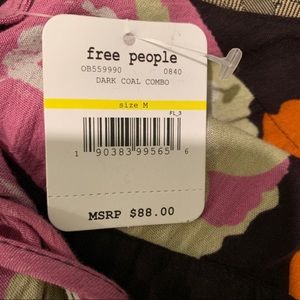 free people
OB559990 0840
DARK COAL COMBO
size M
FL_3
1 90383 99565 6
MSRP $88.00